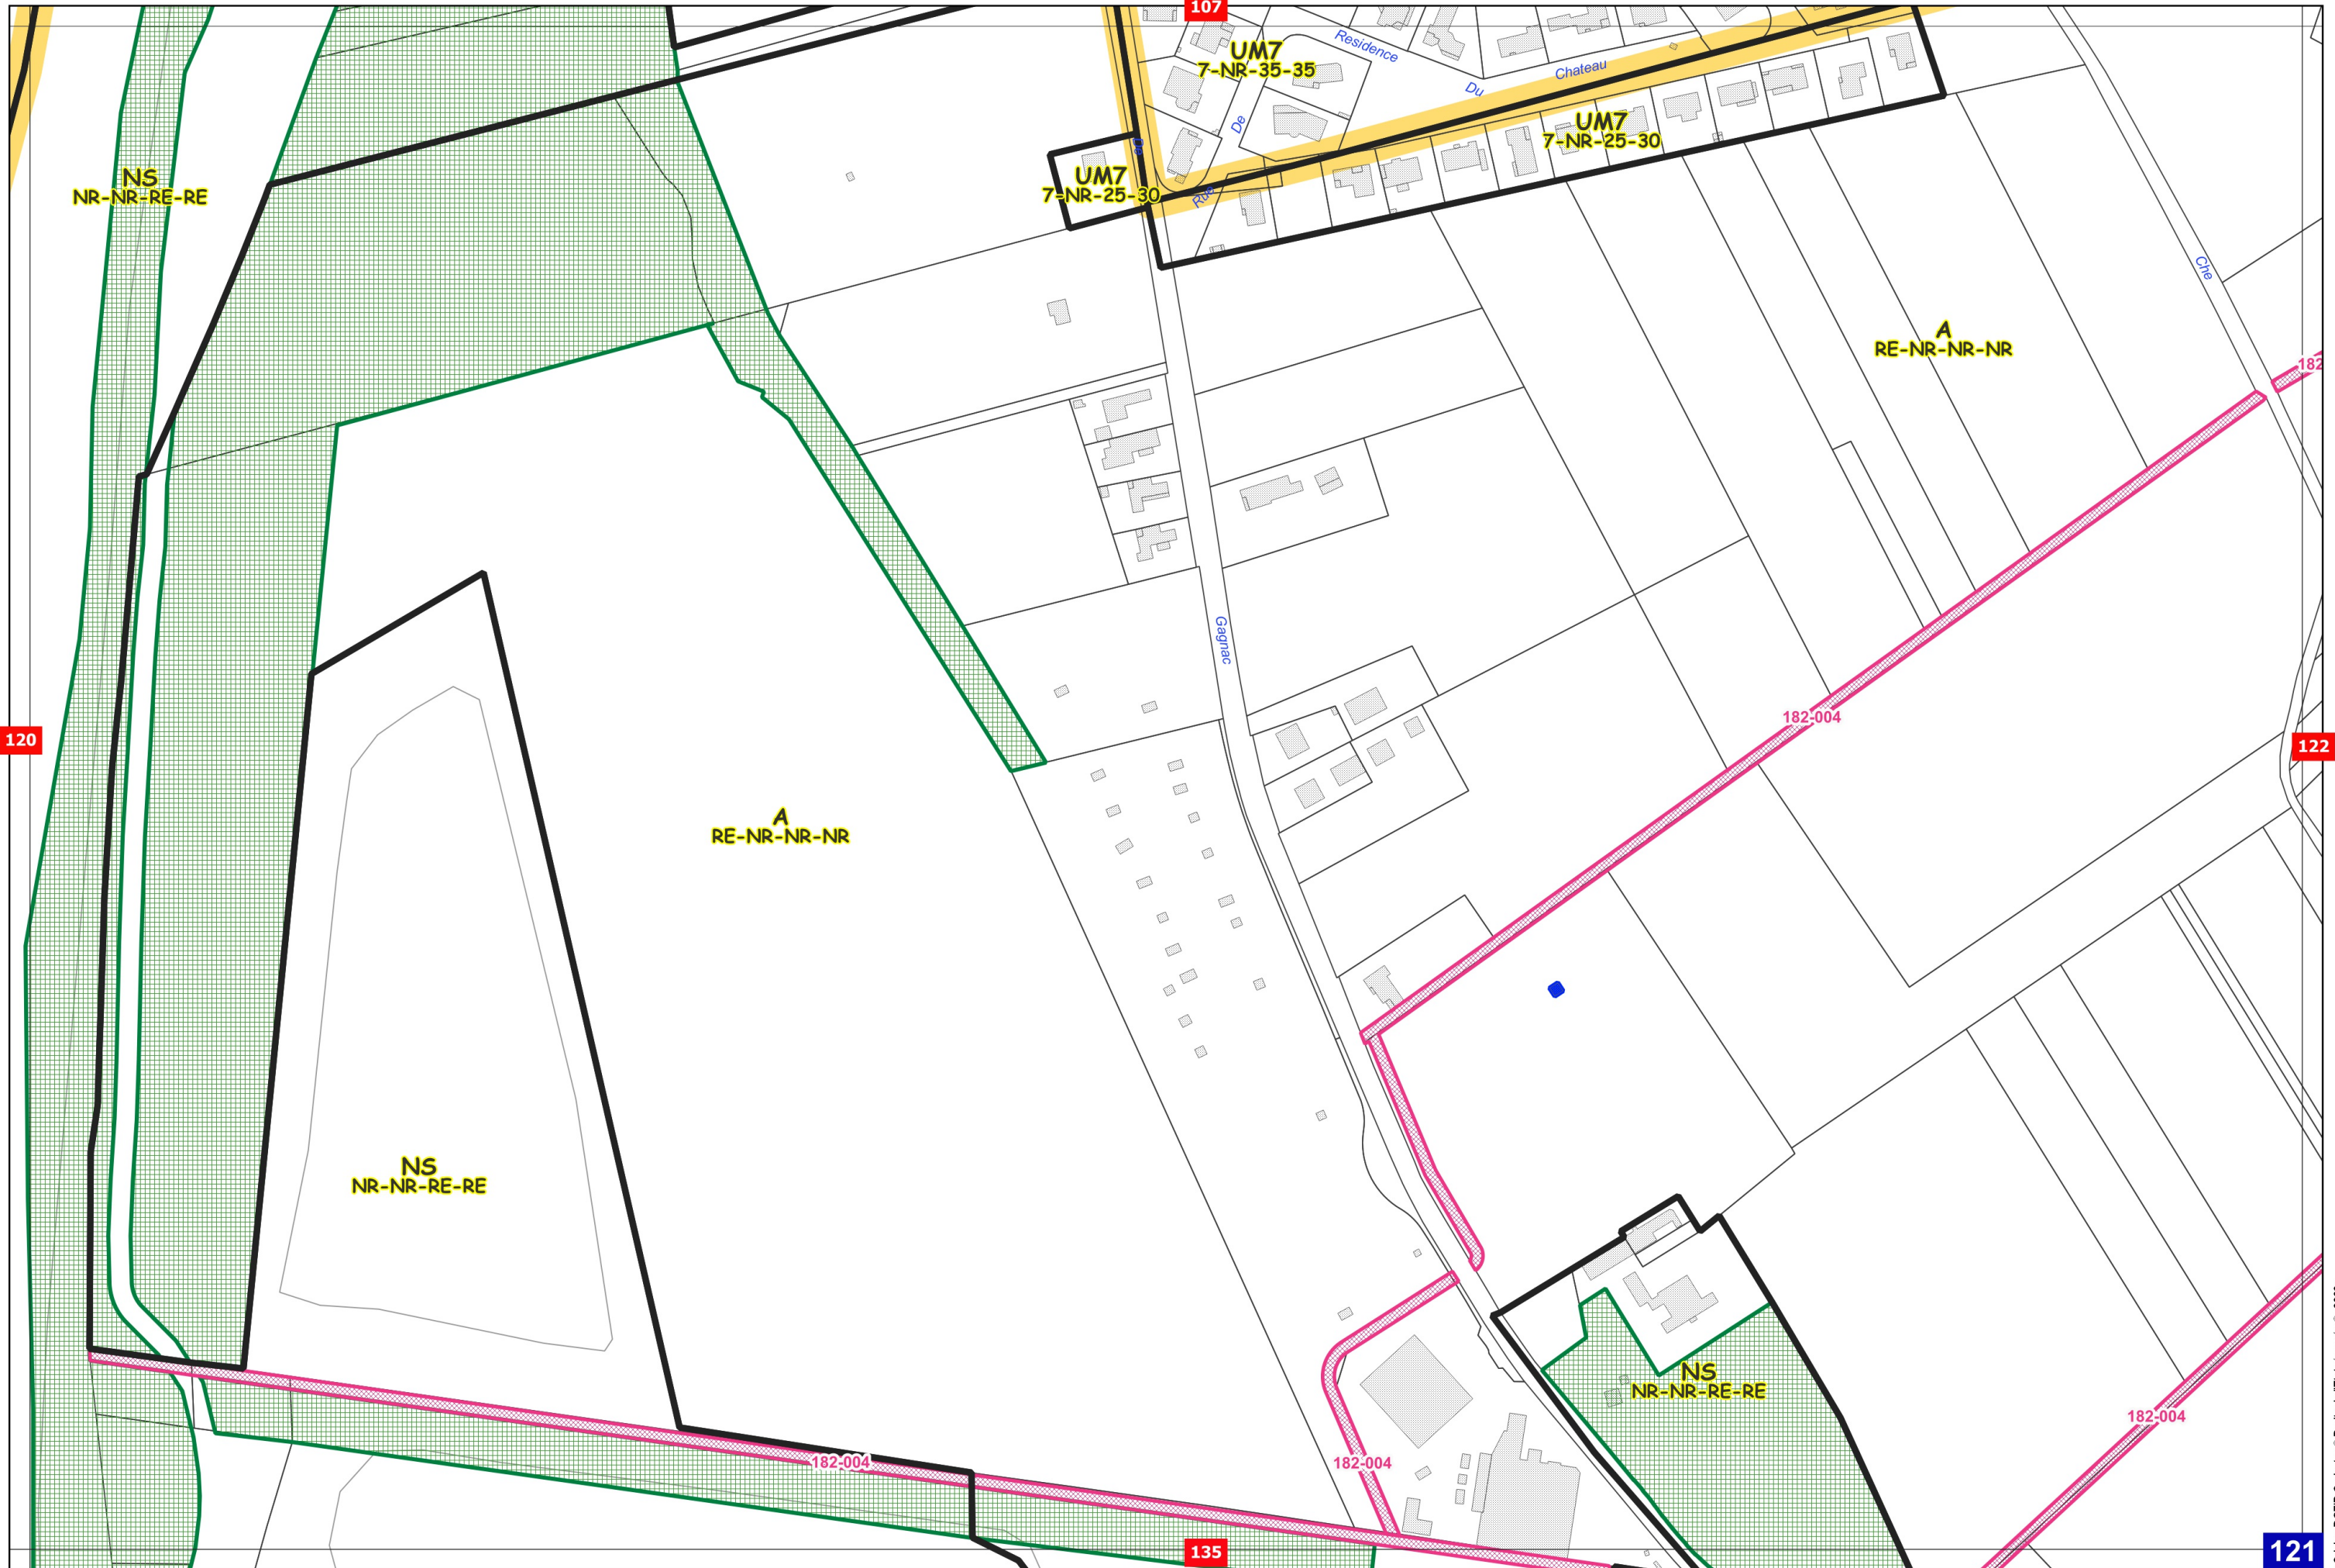 107
UM7
7-NR-35-35
Residence
Du
Chateau
De
Rue
De
UM7
7-NR-25-30
UM7
7-NR-25-30
NS
NR-NR-RE-RE
Che
A
RE-NR-NR-NR
182
Gagnac
182-004
120
122
A
RE-NR-NR-NR
NS
NR-NR-RE-RE
NS
NR-NR-RE-RE
182-004
182-004
182-004
135
121